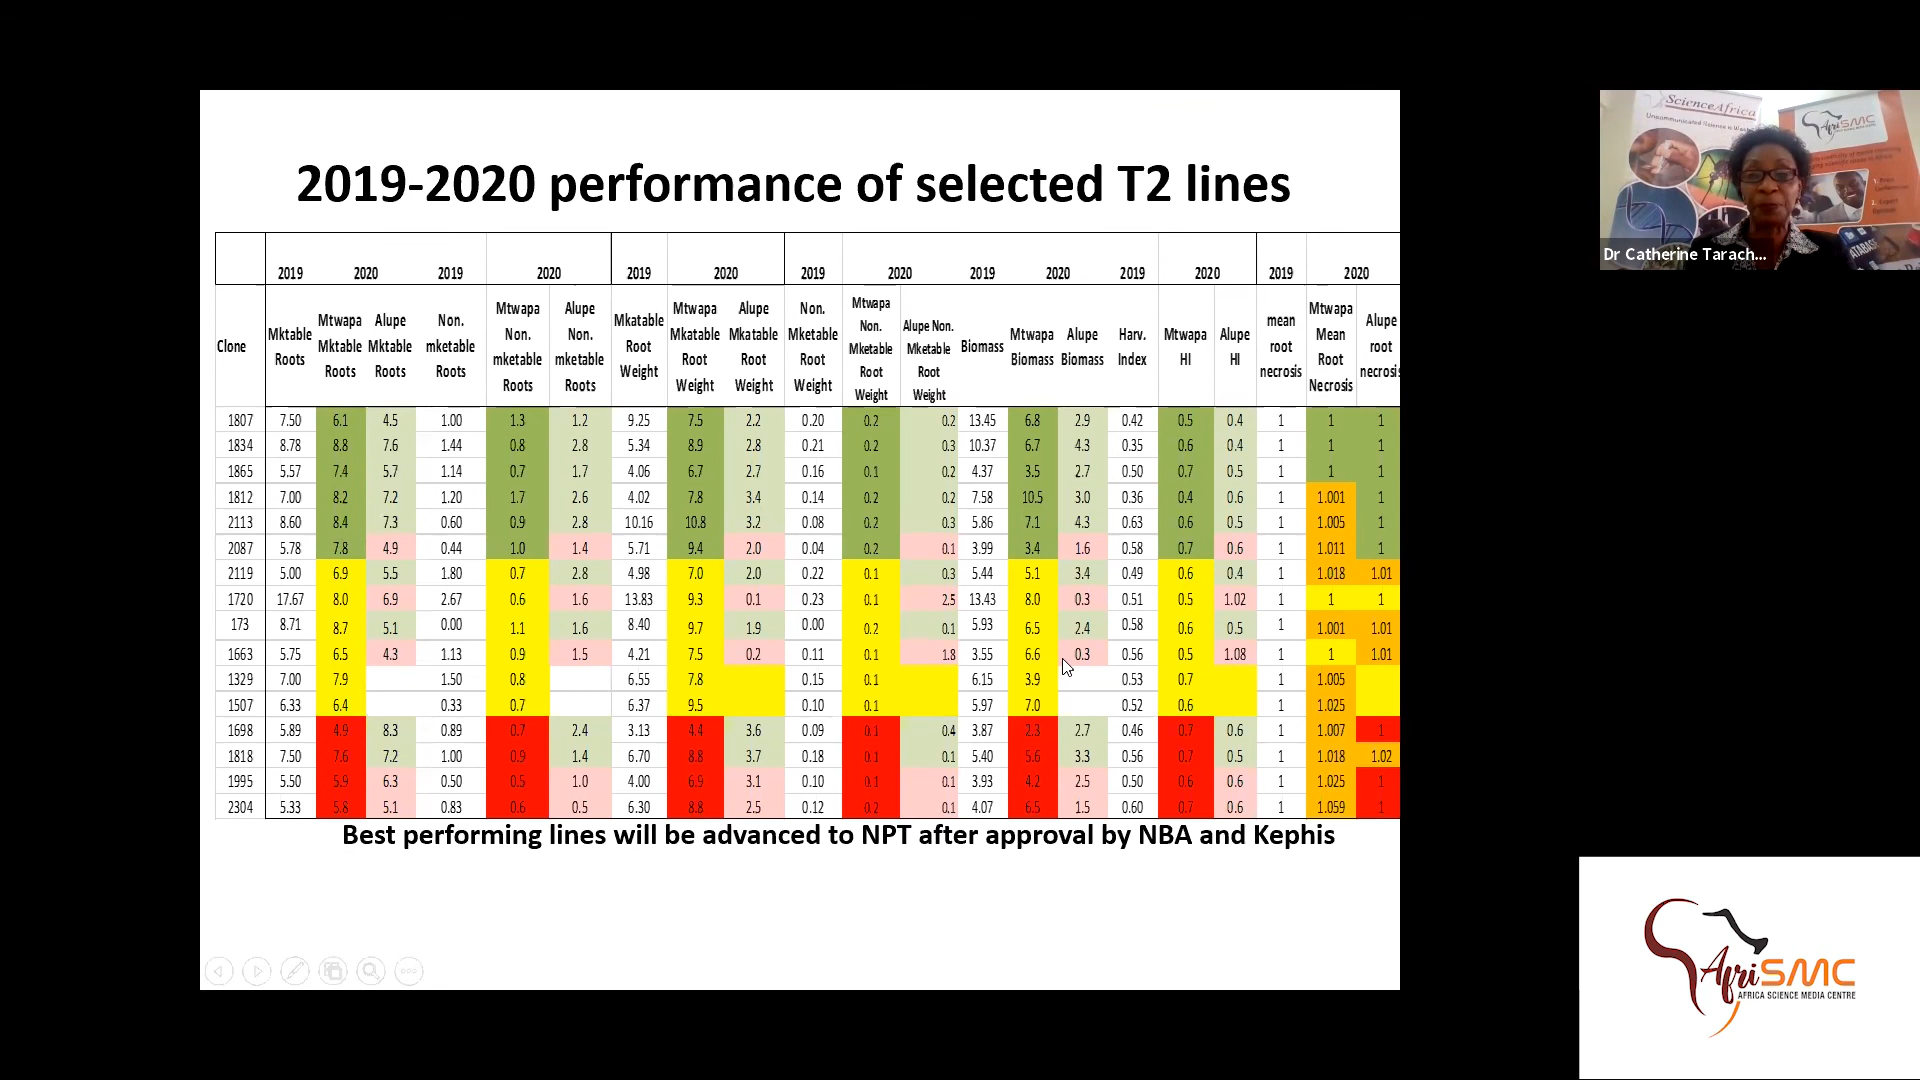 2019-2020 performance of selected T2 lines
2019 2020 2019 2020 2019 2020 2019 2020 2019 2020 2019 2020 2019 2020
Clone
Mktable Roots
Mtwapa Mktable Roots
Alupe Mktable Roots
Non. mketable Roots
Mtwapa Non. mketable Roots
Alupe Non. mketable Roots
Mkatable Root Weight
Mtwapa Mkatable Root Weight
Alupe Mkatable Root Weight
Non. Mketable Root Weight
Mtwapa Non. Mketable Root Weight
Alupe Non. Mketable Root Weight
Biomass
Mtwapa Biomass
Alupe Biomass
Harv. Index
Mtwapa HI
Alupe HI
mean root necrosis
Mtwapa Mean Root Necrosis
Alupe root necrosis
1807 7.50 6.1 4.5 1.00 1.3 1.2 9.25 7.5 2.2 0.20 0.2 0.2 13.45 6.8 2.9 0.42 0.5 0.4 1 1 1
1834 8.78 8.8 7.6 1.44 0.8 2.8 5.34 8.9 2.8 0.21 0.2 0.3 10.37 6.7 4.3 0.35 0.6 0.4 1 1 1
1865 5.57 7.4 5.7 1.14 0.7 1.7 4.06 6.7 2.7 0.16 0.1 0.2 4.37 3.5 2.7 0.50 0.7 0.5 1 1 1
1812 7.00 8.2 7.2 1.20 1.7 2.6 4.02 7.8 3.4 0.14 0.2 0.2 7.58 10.5 3.0 0.36 0.4 0.6 1 1.001 1
2113 8.60 8.4 7.3 0.60 0.9 2.8 10.16 10.8 3.2 0.08 0.2 0.3 5.86 7.1 4.3 0.63 0.6 0.5 1 1.005 1
2087 5.78 7.8 4.9 0.44 1.0 1.4 5.71 9.4 2.0 0.04 0.2 0.1 3.99 3.4 1.6 0.58 0.7 0.6 1 1.011 1
2119 5.00 6.9 5.5 1.80 0.7 2.8 4.98 7.0 2.0 0.22 0.1 0.3 5.44 5.1 3.4 0.49 0.6 0.4 1 1.018 1.01
1720 17.67 8.0 6.9 2.67 0.6 1.6 13.83 9.3 0.1 0.23 0.1 2.5 13.43 8.0 0.3 0.51 0.5 1.02 1 1 1
173 8.71 8.7 5.1 0.00 1.1 1.6 8.40 9.7 1.9 0.00 0.2 0.1 5.93 6.5 2.4 0.58 0.6 0.5 1 1.001 1.01
1663 5.75 6.5 4.3 1.13 0.9 1.5 4.21 7.5 0.2 0.11 0.1 1.8 3.55 6.6 0.3 0.56 0.5 1.08 1 1 1.01
1329 7.00 7.9 1.50 0.8 6.55 7.8 0.15 0.1 6.15 3.9 0.53 0.7 1 1.005
1507 6.33 6.4 0.33 0.7 6.37 9.5 0.10 0.1 5.97 7.0 0.52 0.6 1 1.025
1698 5.89 4.9 8.3 0.89 0.7 2.4 3.13 4.4 3.6 0.09 0.1 0.4 3.87 2.3 2.7 0.46 0.7 0.6 1 1.007 1
1818 7.50 7.6 7.2 1.00 0.9 1.4 6.70 8.8 3.7 0.18 0.1 0.1 5.40 5.6 3.3 0.56 0.7 0.5 1 1.018 1.02
1995 5.50 5.9 6.3 0.50 0.5 1.0 4.00 6.9 3.1 0.10 0.1 0.1 3.93 4.2 2.5 0.50 0.6 0.6 1 1.025 1
2304 5.33 5.8 5.1 0.83 0.6 0.5 6.30 8.8 2.5 0.12 0.2 0.1 4.07 6.5 1.5 0.60 0.7 0.6 1 1.059 1
Best performing lines will be advanced to NPT after approval by NBA and Kephis
ScienceAfrica
AfriSMC
Dr Catherine Tarach...
AfriSMC
AFRICA SCIENCE MEDIA CENTRE